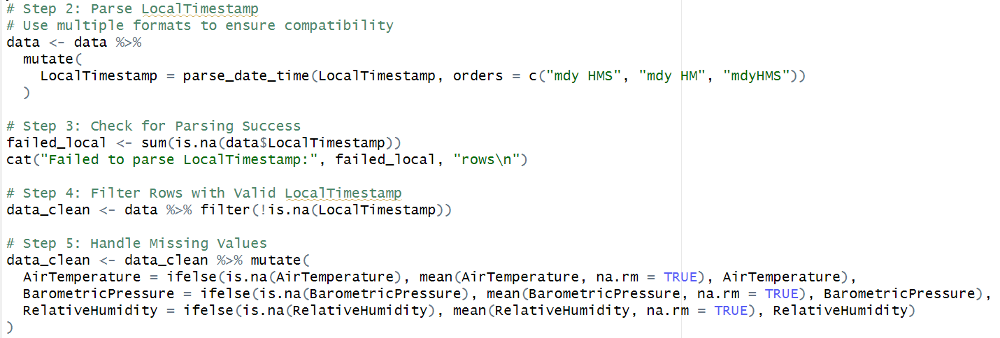 # Step 2: Parse LocalTimestamp
# Use multiple formats to ensure compatibility
data <- data %>%
  mutate(
    LocalTimestamp = parse_date_time(LocalTimestamp, orders = c("mdy HMS", "mdy HM", "mdyHMS"))
  )

# Step 3: Check for Parsing Success
failed_local <- sum(is.na(data$LocalTimestamp))
cat("Failed to parse LocalTimestamp:", failed_local, "rows\n")

# Step 4: Filter Rows with Valid LocalTimestamp
data_clean <- data %>% filter(!is.na(LocalTimestamp))

# Step 5: Handle Missing Values
data_clean <- data_clean %>% mutate(
  AirTemperature = ifelse(is.na(AirTemperature), mean(AirTemperature, na.rm = TRUE), AirTemperature),
  BarometricPressure = ifelse(is.na(BarometricPressure), mean(BarometricPressure, na.rm = TRUE), BarometricPressure),
  RelativeHumidity = ifelse(is.na(RelativeHumidity), mean(RelativeHumidity, na.rm = TRUE), RelativeHumidity)
)